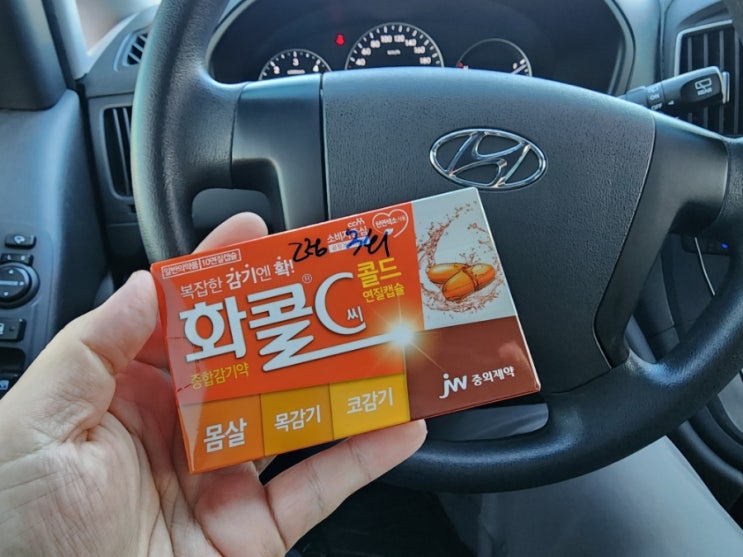 일반의약품 10연질캡슐
복잡한 감기엔 확!
화콜C® 콜드
씨 연질캡슐
종합감기약
몸살
목감기
코감기
JW 중외제약